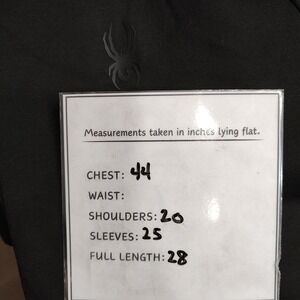 Measurements taken in inches lying flat.
CHEST: 44
WAIST:
SHOULDERS: 20
SLEEVES: 25
FULL LENGTH: 28